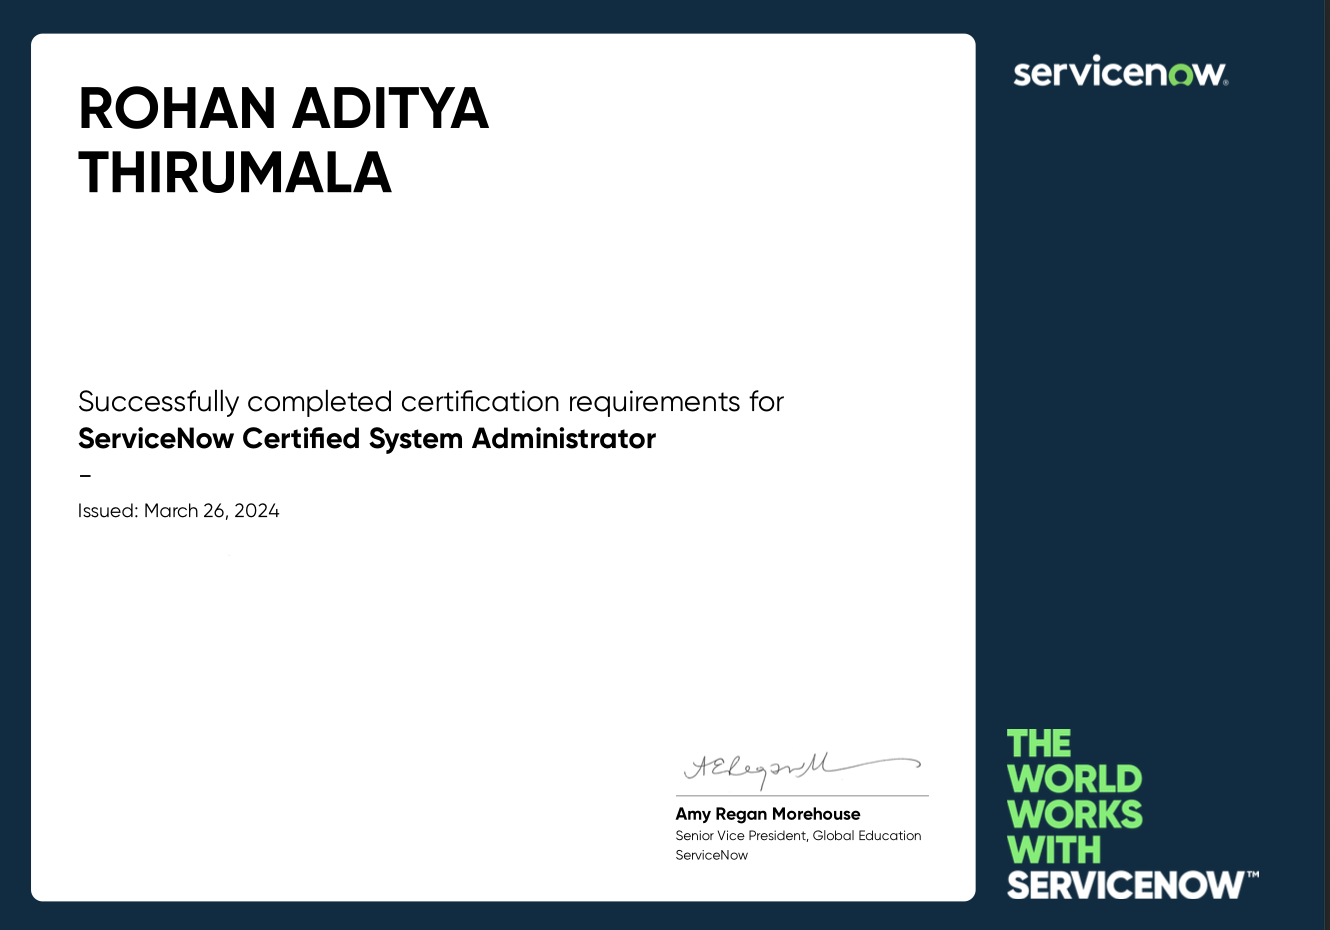 servicenow®
ROHAN ADITYA
THIRUMALA
Successfully completed certification requirements for
ServiceNow Certified System Administrator
–
Issued: March 26, 2024
Amy Regan Morehouse
Senior Vice President, Global Education
ServiceNow
THE
WORLD
WORKS
WITH
SERVICENOW™